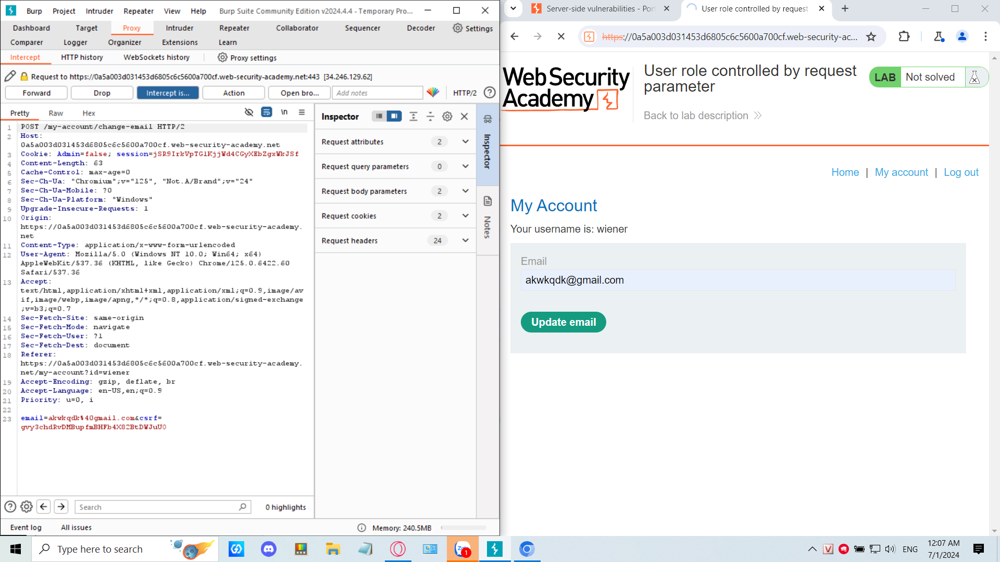 Burp Project Intruder Repeater View Help Burp Suite Community Edition v2024.4.4 - Temporary Pro...
Dashboard Target Proxy Intruder Repeater Collaborator Sequencer Decoder Settings
Comparer Logger Organizer Extensions Learn
Intercept HTTP history WebSockets history Proxy settings
Request to https://0a5a003d031453d6805c6c5600a700cf.web-security-academy.net:443 [34.246.129.62]
Forward Drop Intercept is... Action Open bro... Add notes HTTP/2
Pretty Raw Hex \n
1 POST /my-account/change-email HTTP/2
2 Host:
0a5a003d031453d6805c6c5600a700cf.web-security-academy.net
3 Cookie: Admin=false; session=jSR9IrkVpTGlKjjWd4CGyXEbZgxWkJSf
4 Content-Length: 63
5 Cache-Control: max-age=0
6 Sec-Ch-Ua: "Chromium";v="125", "Not.A/Brand";v="24"
7 Sec-Ch-Ua-Mobile: ?0
8 Sec-Ch-Ua-Platform: "Windows"
9 Upgrade-Insecure-Requests: 1
10 Origin:
https://0a5a003d031453d6805c6c5600a700cf.web-security-academy.
net
11 Content-Type: application/x-www-form-urlencoded
12 User-Agent: Mozilla/5.0 (Windows NT 10.0; Win64; x64)
AppleWebKit/537.36 (KHTML, like Gecko) Chrome/125.0.6422.60
Safari/537.36
13 Accept:
text/html,application/xhtml+xml,application/xml;q=0.9,image/av
if,image/webp,image/apng,*/*;q=0.8,application/signed-exchange
;v=b3;q=0.7
14 Sec-Fetch-Site: same-origin
15 Sec-Fetch-Mode: navigate
16 Sec-Fetch-User: ?1
17 Sec-Fetch-Dest: document
18 Referer:
https://0a5a003d031453d6805c6c5600a700cf.web-security-academy.
net/my-account?id=wiener
19 Accept-Encoding: gzip, deflate, br
20 Accept-Language: en-US,en;q=0.9
21 Priority: u=0, i
22
23 email=akwkqdk%40gmail.com&csrf=
gvy3chdRvDMBupfmBHFb4X82BtDWJuU0
Inspector
Request attributes 2
Request query parameters 0
Request body parameters 2
Request cookies 2
Request headers 24
Inspector
Notes
Search 0 highlights
Event log All issues Memory: 240.5MB
Server-side vulnerabilities - Por User role controlled by request
https://0a5a003d031453d6805c6c5600a700cf.web-security-ac...
Web Security
Academy
User role controlled by request
parameter
Back to lab description
LAB Not solved
Home | My account | Log out
My Account
Your username is: wiener
Email
akwkqdk@gmail.com
Update email
Type here to search
1
ENG
12:07 AM
7/1/2024